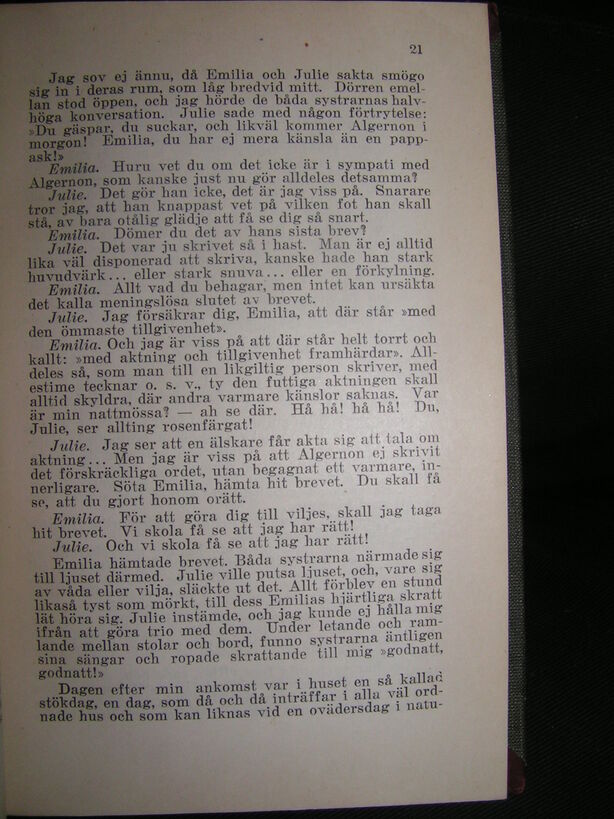 21
Jag sov ej ännu, då Emilia och Julie sakta smögo
sig in i deras rum, som låg bredvid mitt. Dörren emel-
lan stod öppen, och jag hörde de båda systrarnas halv-
höga konversation. Julie sade med någon förtrytelse:
»Du gäspar, du suckar, och likväl kommer Algernon i
morgon! Emilia, du har ej mera känsla än en papp-
ask!»
Emilia. Huru vet du om det icke är i sympati med
Algernon, som kanske just nu gör alldeles detsamma?
Julie. Det gör han icke, det är jag viss på. Snarare
tror jag, att han knappast vet på vilken fot han skall
stå, av bara otålig glädje att få se dig så snart.
Emilia. Dömer du det av hans sista brev?
Julie. Det var ju skrivet så i hast. Man är ej alltid
lika väl disponerad att skriva, kanske hade han stark
huvudvärk... eller stark snuva... eller en förkylning.
Emilia. Allt vad du behagar, men intet kan ursäkta
det kalla meningslösa slutet av brevet.
Julie. Jag försäkrar dig, Emilia, att där står »med
den ömmaste tillgivenhet».
Emilia. Och jag är viss på att där står helt torrt och
kallt: »med aktning och tillgivenhet framhärdar». All-
deles så, som man till en likgiltig person skriver, med
estime tecknar o. s. v., ty den futtiga aktningen skall
alltid skyldra, där andra varmare känslor saknas. Var
är min nattmössa? — ah se där. Hå hå! hå hå! Du,
Julie, ser allting rosenfärgat!
Julie. Jag ser att en älskare får akta sig att tala om
aktning... Men jag är viss på att Algernon ej skrivit
det förskräckliga ordet, utan begagnat ett varmare, in-
nerligare. Söta Emilia, hämta hit brevet. Du skall få
se, att du gjort honom orätt.
Emilia. För att göra dig till viljes, skall jag taga
hit brevet. Vi skola få se att jag har rätt!
Julie. Och vi skola få se att jag har rätt!
Emilia hämtade brevet. Båda systrarna närmade sig
till ljuset därmed. Julie ville putsa ljuset, och, vare sig
av våda eller vilja, släckte ut det. Allt förblev en stund
likaså tyst som mörkt, till dess Emilias hjärtliga skratt
lät höra sig. Julie instämde, och jag kunde ej hålla mig
ifrån att göra trio med dem. Under letande och ram-
lande mellan stolar och bord, funno systrarna äntligen
sina sängar och ropade skrattande till mig »godnatt,
godnatt!»
Dagen efter min ankomst var i huset en så kallad
stökdag, en dag, som då och då inträffar i alla väl ord-
nade hus och som kan liknas vid en ovädersdag i natu-